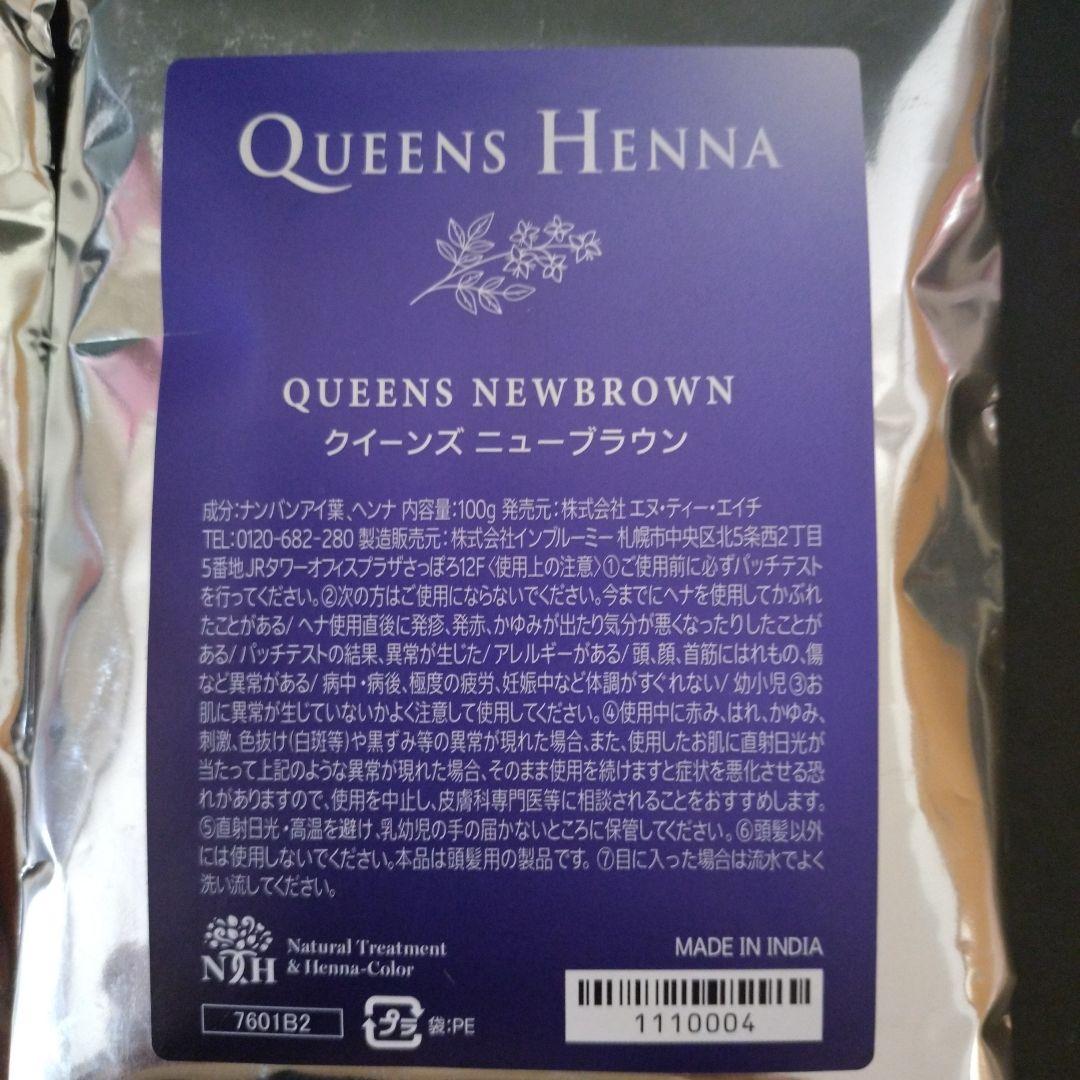 QUEENS HENNA
QUEENS NEWBROWN
クイーンズ ニューブラウン
成分:ナンバンアイ葉、ヘンナ 内容量:100g 発売元:株式会社 エヌ・ティー・エイチ
TEL:0120-682-280 製造販売元:株式会社インプルーミー 札幌市中央区北5条西2丁目
5番地JRタワーオフィスプラザさっぽろ12F〈使用上の注意〉①ご使用前に必ずパッチテスト
を行ってください。②次の方はご使用にならないでください。今までにヘナを使用してかぶれ
たことがある/ ヘナ使用直後に発疹、発赤、かゆみが出たり気分が悪くなったりしたことが
ある/ パッチテストの結果、異常が生じた/ アレルギーがある/ 頭、顔、首筋にはれもの、傷
など異常がある/ 病中・病後、極度の疲労、妊娠中など体調がすぐれない/ 幼小児 ③お
肌に異常が生じていないかよく注意して使用してください。④使用中に赤み、はれ、かゆみ、
刺激、色抜け(白斑等)や黒ずみ等の異常が現れた場合、また、使用したお肌に直射日光が
当たって上記のような異常が現れた場合、そのまま使用を続けますと症状を悪化させる恐
れがありますので、使用を中止し、皮膚科専門医等に相談されることをおすすめします。
⑤直射日光・高温を避け、乳幼児の手の届かないところに保管してください。⑥頭髪以外
には使用しないでください。本品は頭髪用の製品です。⑦目に入った場合は流水でよく
洗い流してください。
NTH
Natural Treatment
& Henna-Color
MADE IN INDIA
7601B2
プラ 袋:PE
1110004